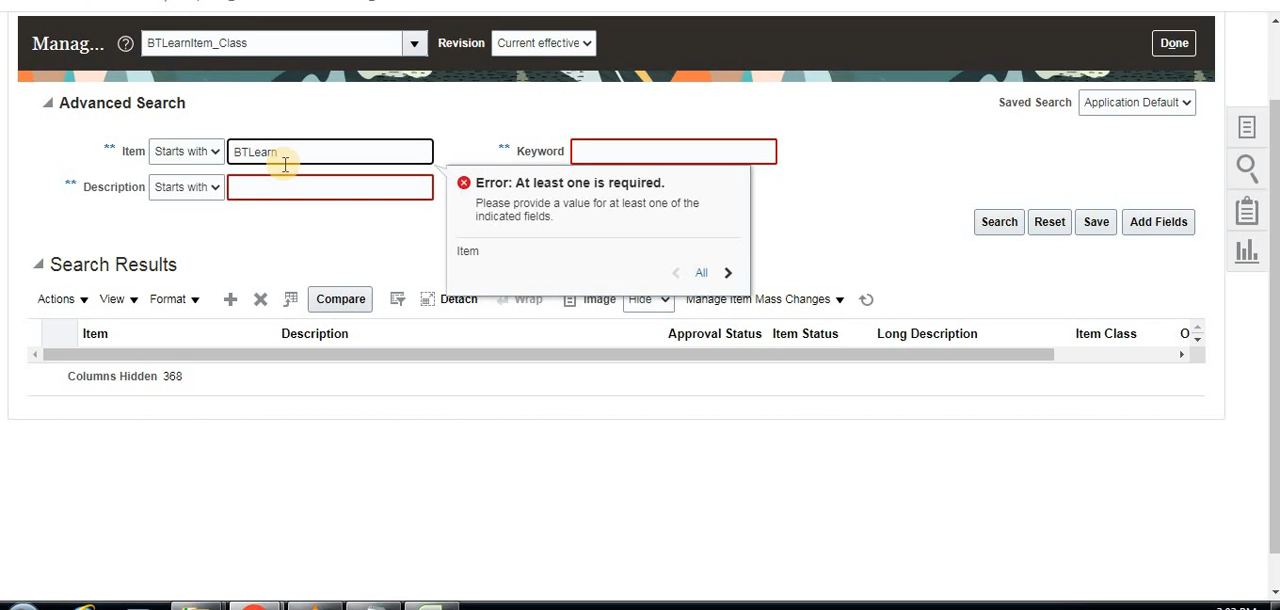 Manag... ? BTLearnItem_Class Revision Current effective Done
Advanced Search Saved Search Application Default
** Item Starts with BTLearn ** Keyword
** Description Starts with
Error: At least one is required.
Please provide a value for at least one of the
indicated fields.
Item
All
Search Reset Save Add Fields
Search Results
Actions View Format Compare Detach Wrap Image Hide Manage Item Mass Changes
Item Description Approval Status Item Status Long Description Item Class O
Columns Hidden 368